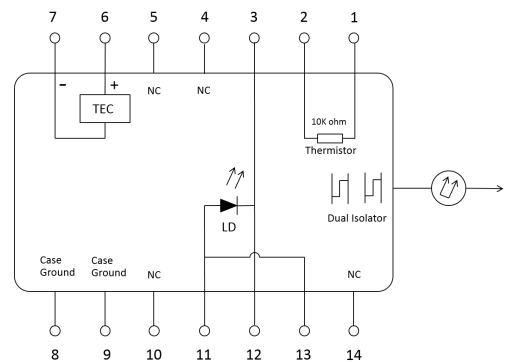 7 6 5 4 3 2 1
- +
TEC
NC NC
10K ohm
Thermistor
LD
Dual Isolator
Case
Ground
Case
Ground
NC NC
8 9 10 11 12 13 14